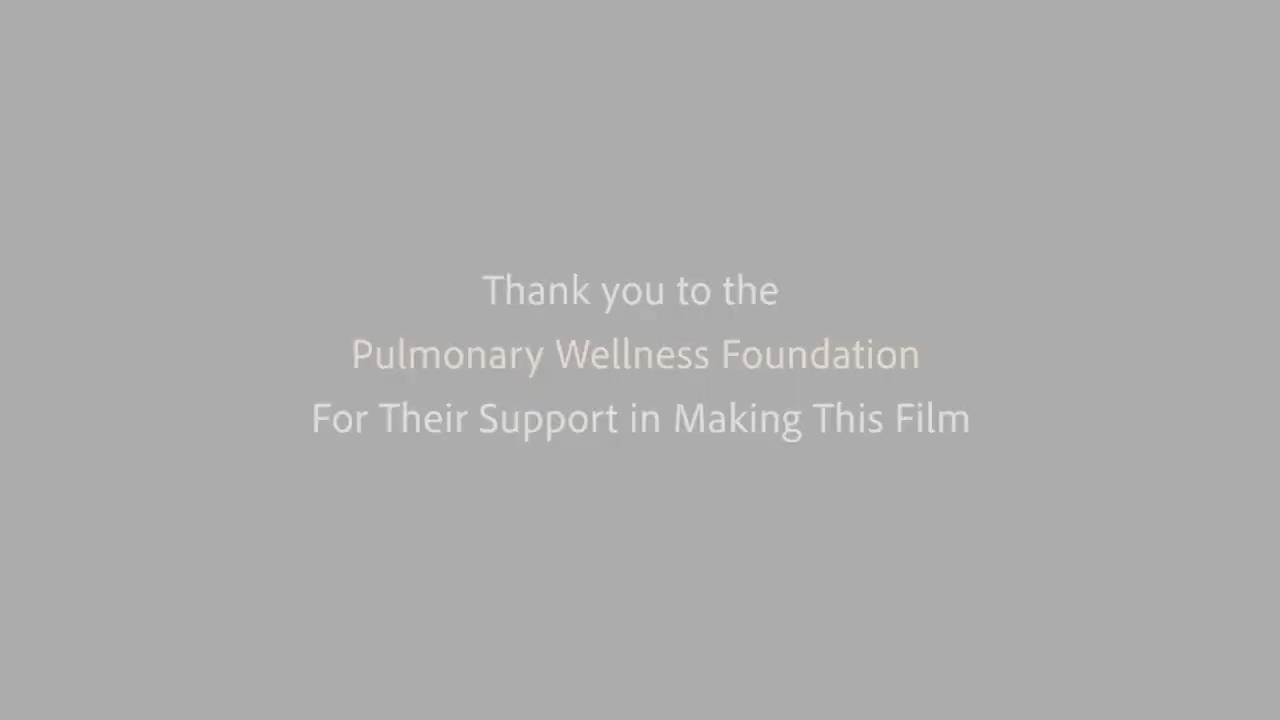 Thank you to the
Pulmonary Wellness Foundation
For Their Support in Making This Film